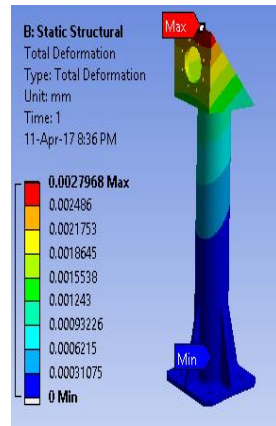 Max
B: Static Structural
Total Deformation
Type: Total Deformation
Unit: mm
Time: 1
11-Apr-17 8:36 PM
0.0027968 Max
0.002486
0.0021753
0.0018645
0.0015538
0.001243
0.00093226
0.0006215
0.00031075
0 Min
Min